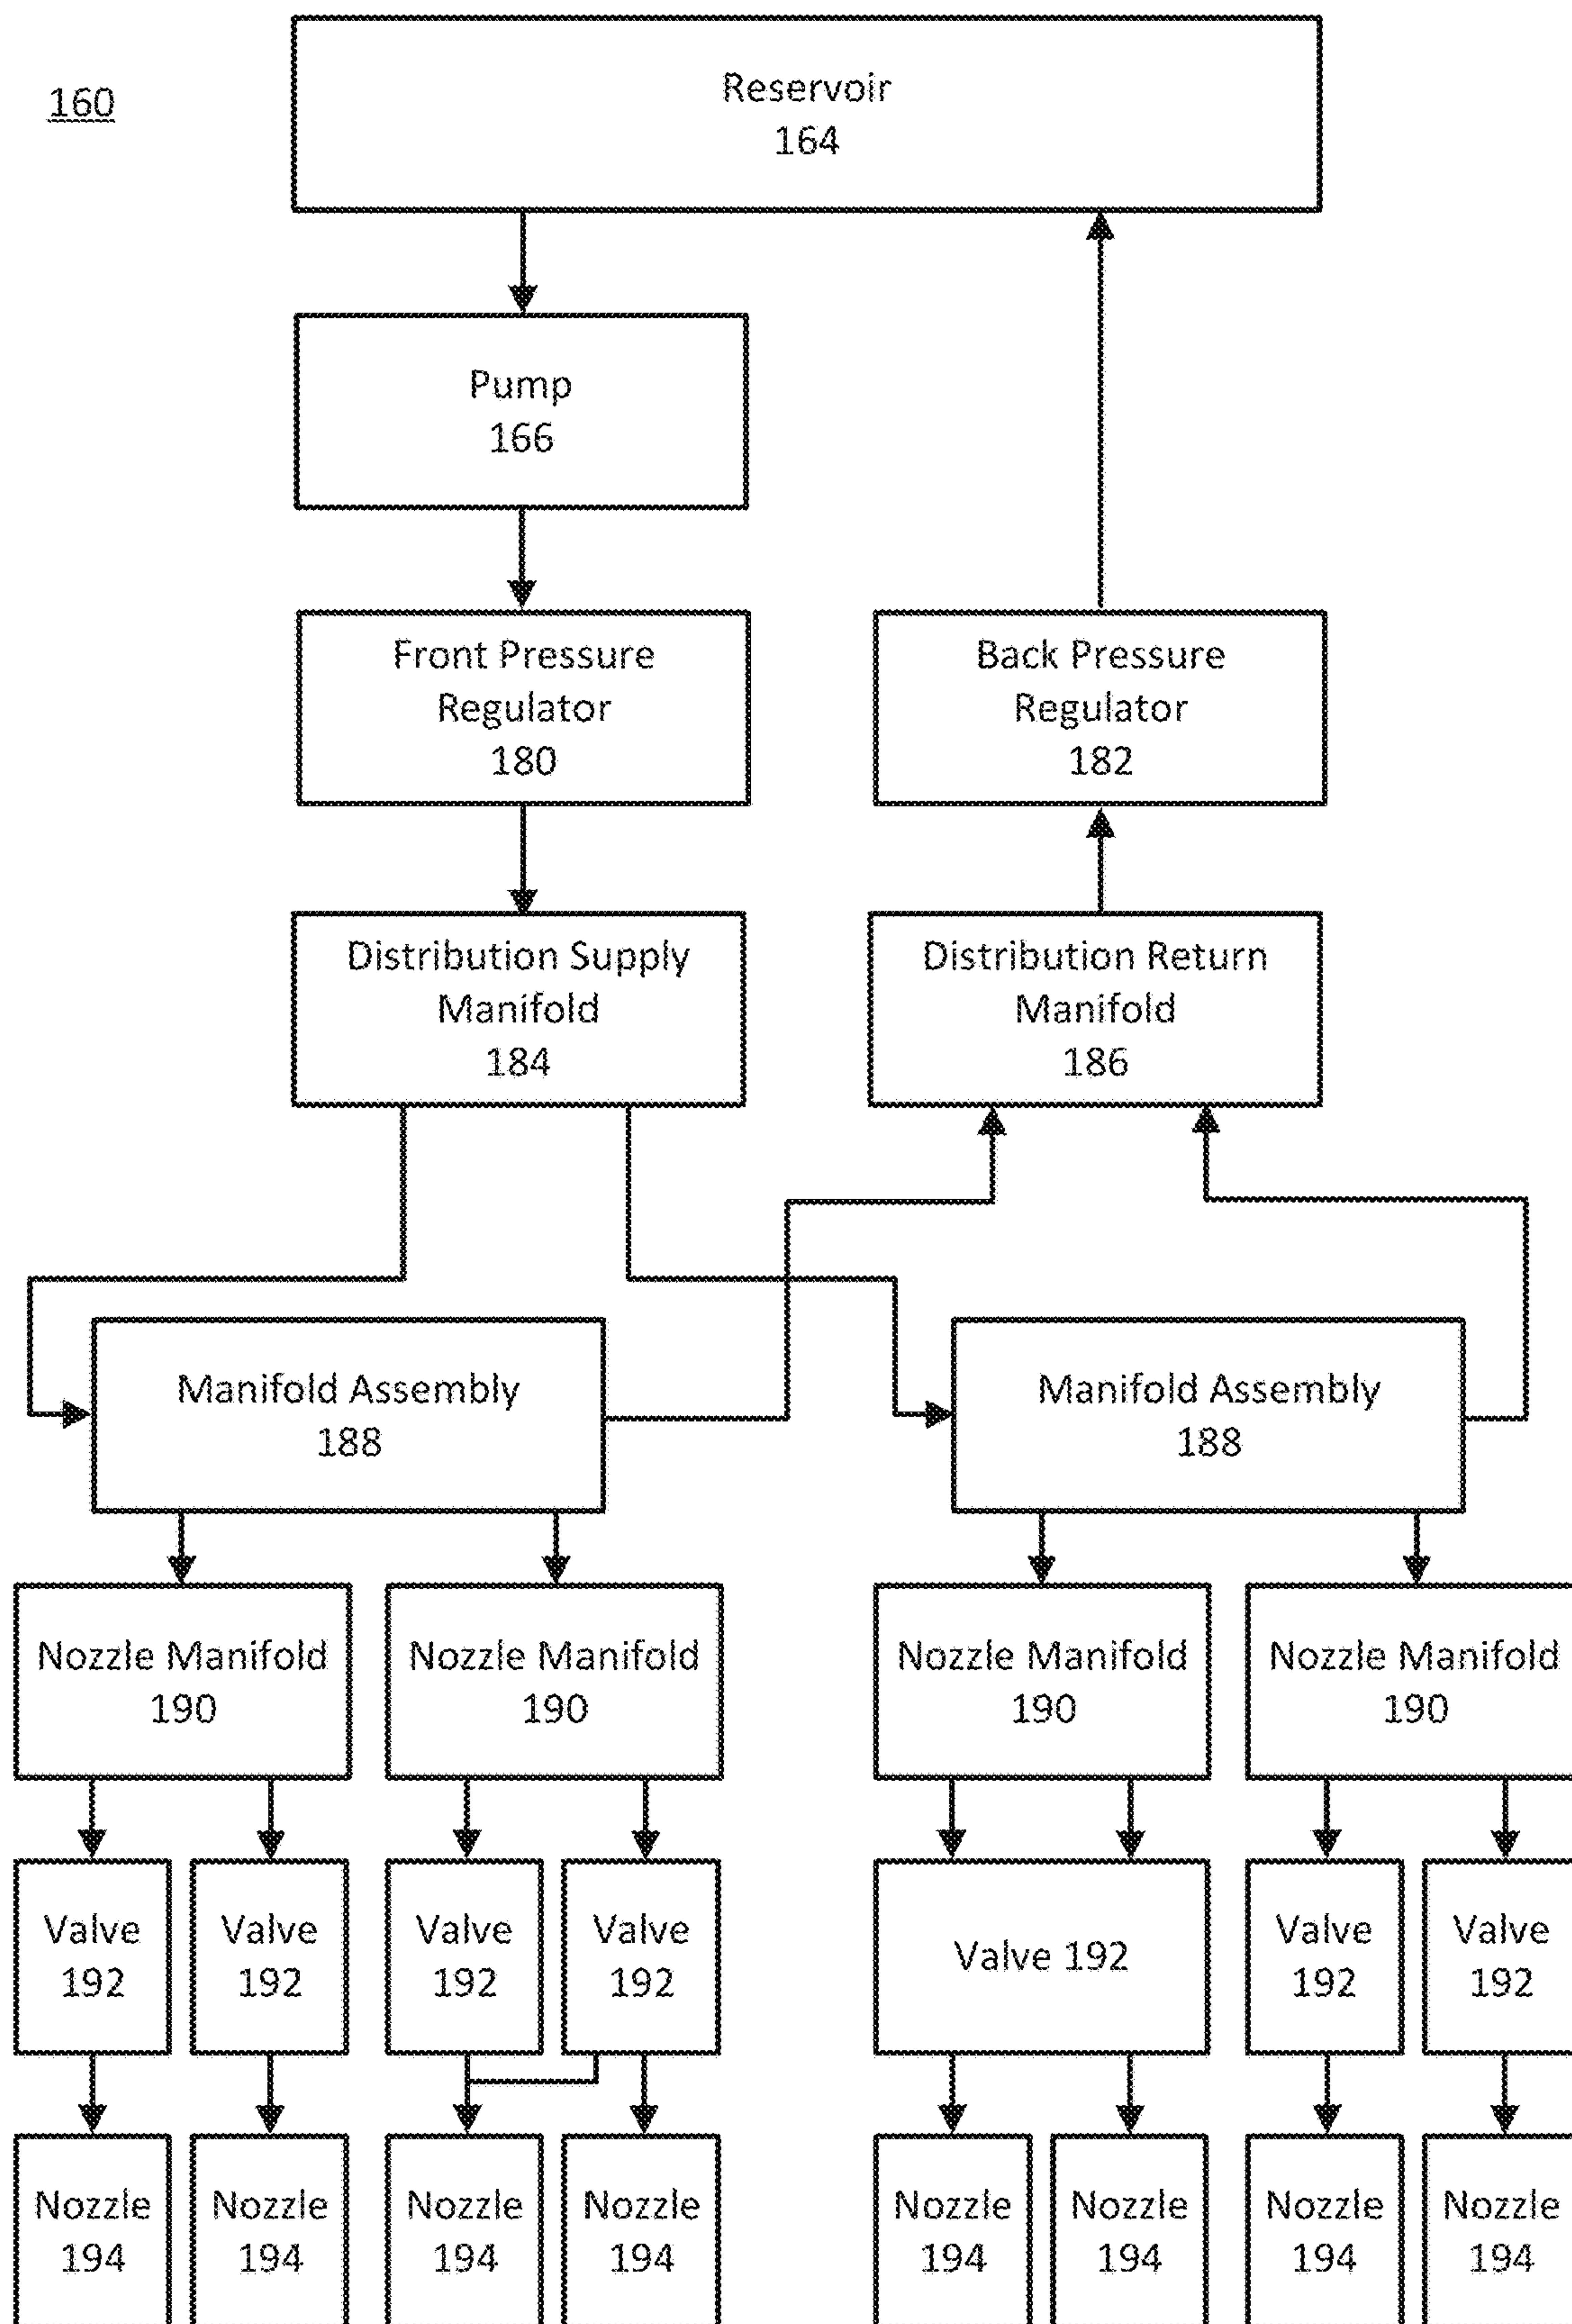 160
Reservoir
164
Pump
166
Front Pressure
Regulator
180
Back Pressure
Regulator
182
Distribution Supply
Manifold
184
Distribution Return
Manifold
186
Manifold Assembly
188
Manifold Assembly
188
Nozzle Manifold
190
Nozzle Manifold
190
Nozzle Manifold
190
Nozzle Manifold
190
Valve
192
Valve
192
Valve
192
Valve
192
Valve 192
Valve
192
Valve
192
Nozzle
194
Nozzle
194
Nozzle
194
Nozzle
194
Nozzle
194
Nozzle
194
Nozzle
194
Nozzle
194